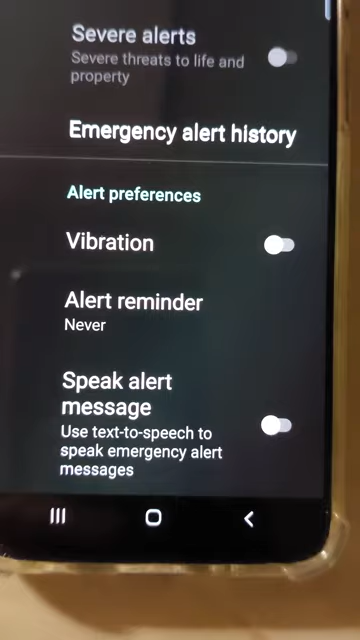 Severe alerts
Severe threats to life and
property
Emergency alert history
Alert preferences
Vibration
Alert reminder
Never
Speak alert
message
Use text-to-speech to
speak emergency alert
messages